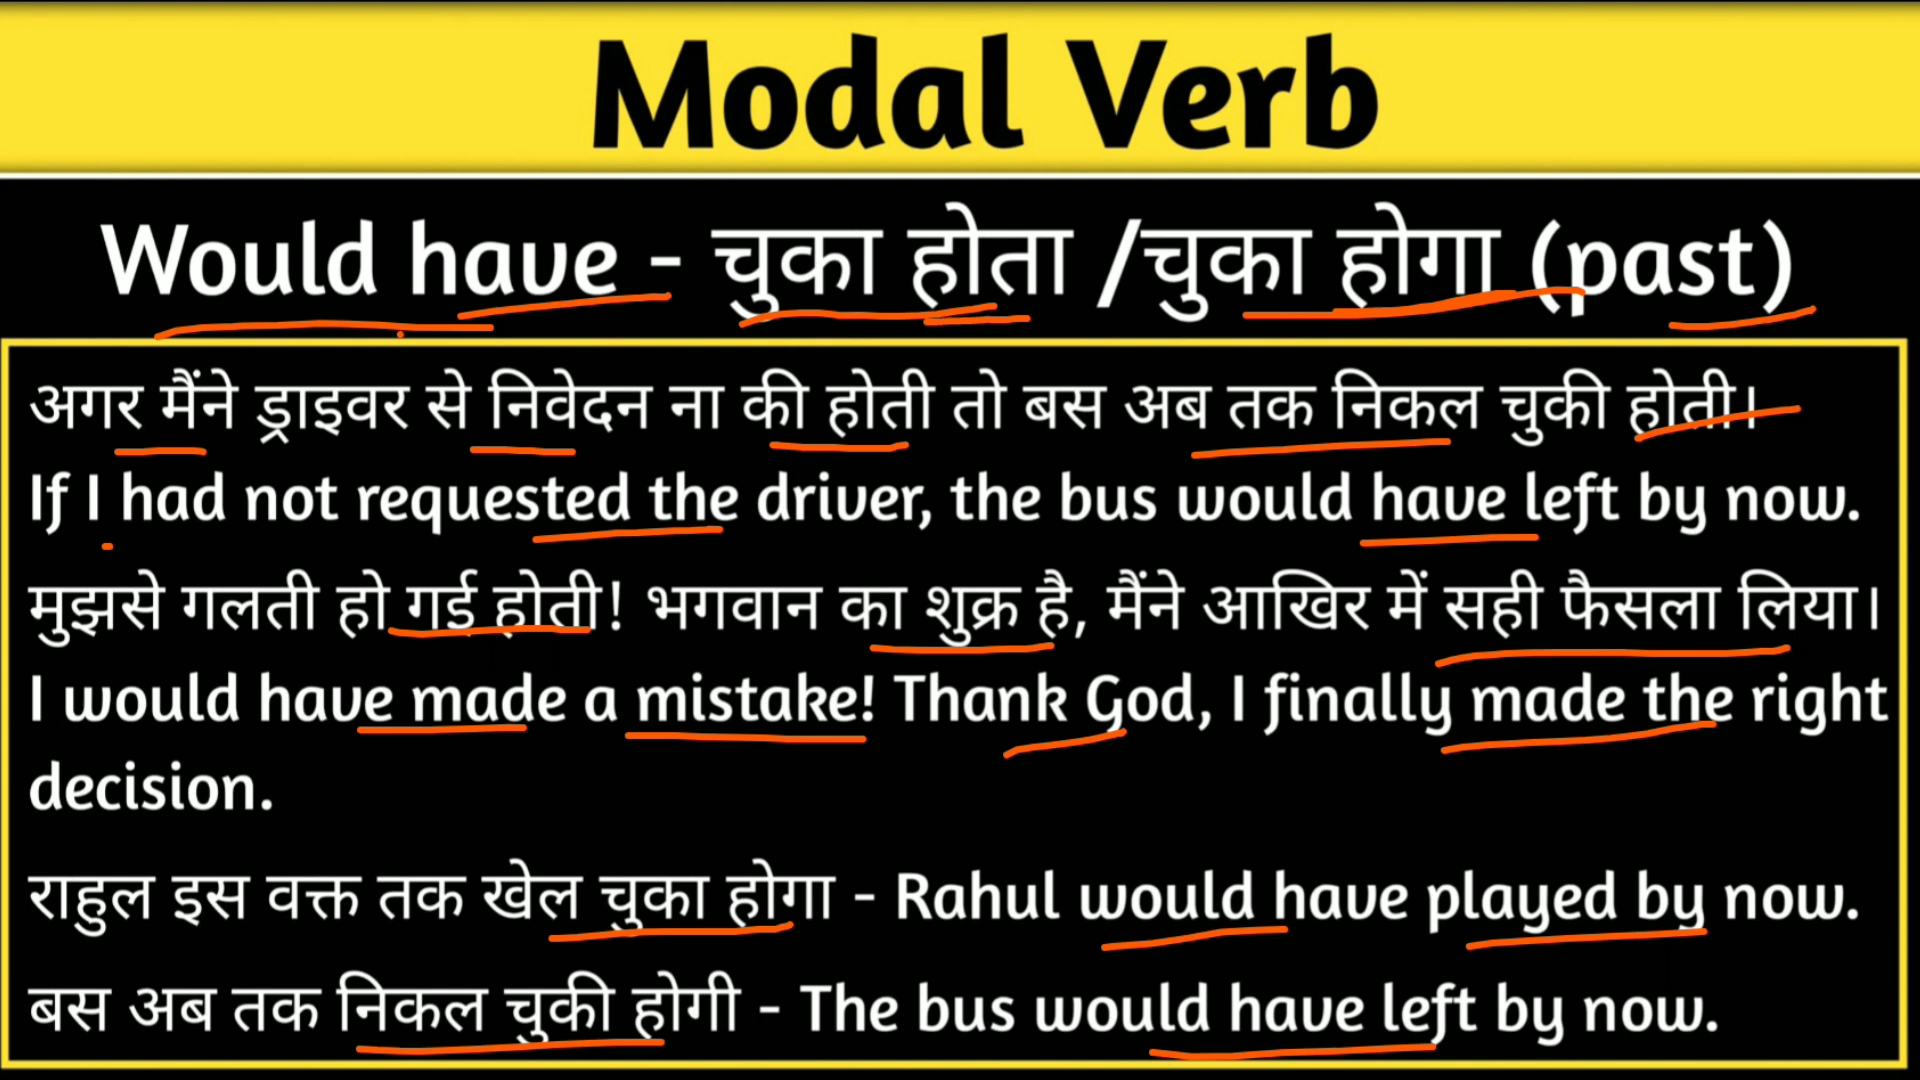 Modal Verb
Would have - चुका होता /चुका होगा (past)
अगर मैंने ड्राइवर से निवेदन ना की होती तो बस अब तक निकल चुकी होती।
If I had not requested the driver, the bus would have left by now.
मुझसे गलती हो गई होती! भगवान का शुक्र है, मैंने आखिर में सही फैसला लिया।
I would have made a mistake! Thank God, I finally made the right
decision.
राहुल इस वक्त तक खेल चुका होगा - Rahul would have played by now.
बस अब तक निकल चुकी होगी - The bus would have left by now.